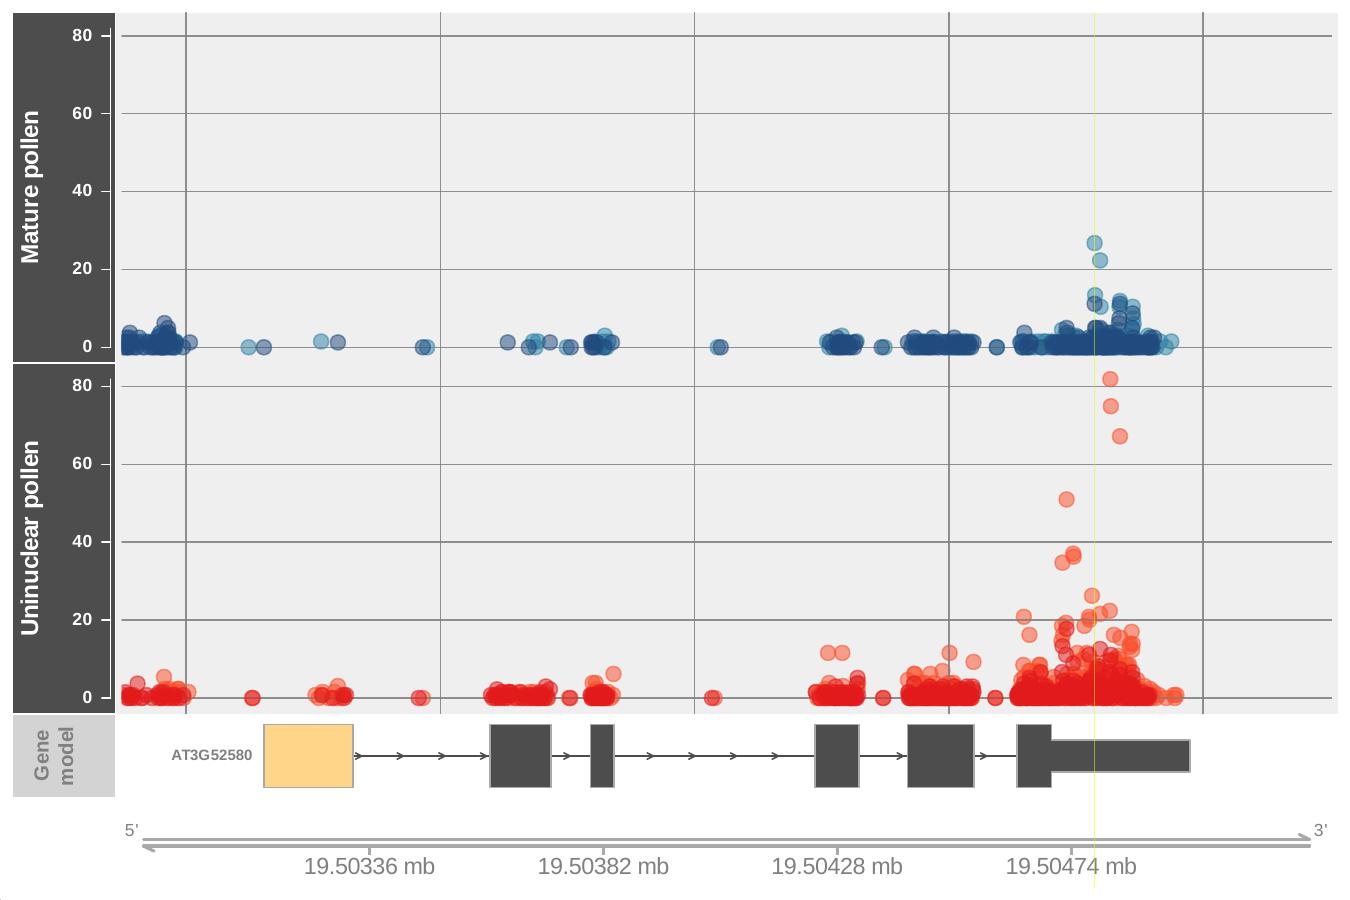 Mature pollen
80
60
40
20
0
Uninuclear pollen
80
60
40
20
0
Gene
model
AT3G52580
5'
3'
19.50336 mb
19.50382 mb
19.50428 mb
19.50474 mb